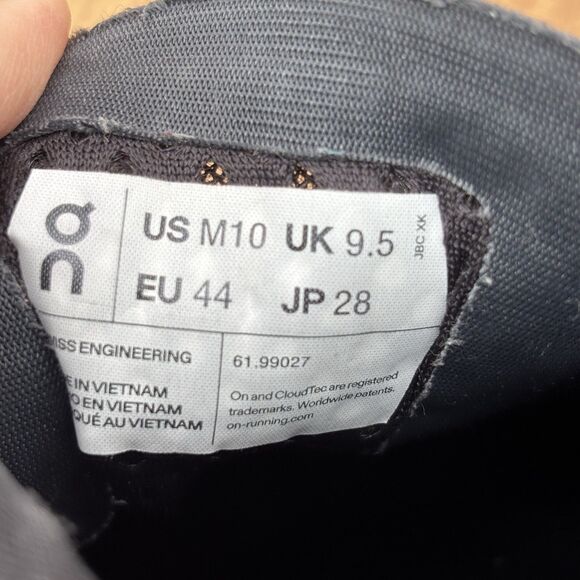 US M10 UK 9.5
EU 44 JP 28
JBC XK
ISS ENGINEERING
61.99027
E IN VIETNAM
O EN VIETNAM
QUÉ AU VIETNAM
On and CloudTec are registered
trademarks. Worldwide patents.
on-running.com